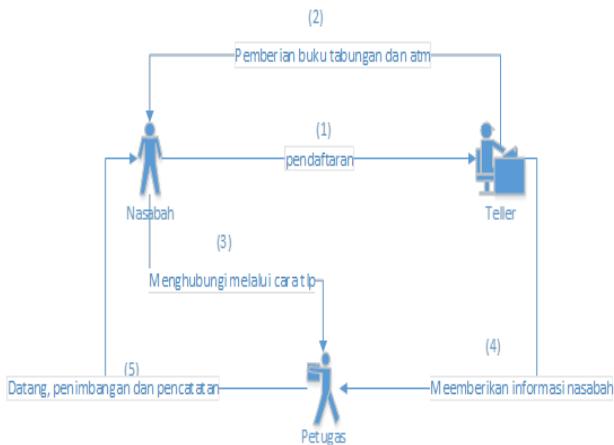 (2)
Pemberian buku tabungan dan atm
(1)
pendaftaran
Nasabah
Teller
(3)
Menghubungi melalui cara tlp
(4)
(5)
Datang, penimbangan dan pencatatan
Meemberikan informasi nasabah
Petugas